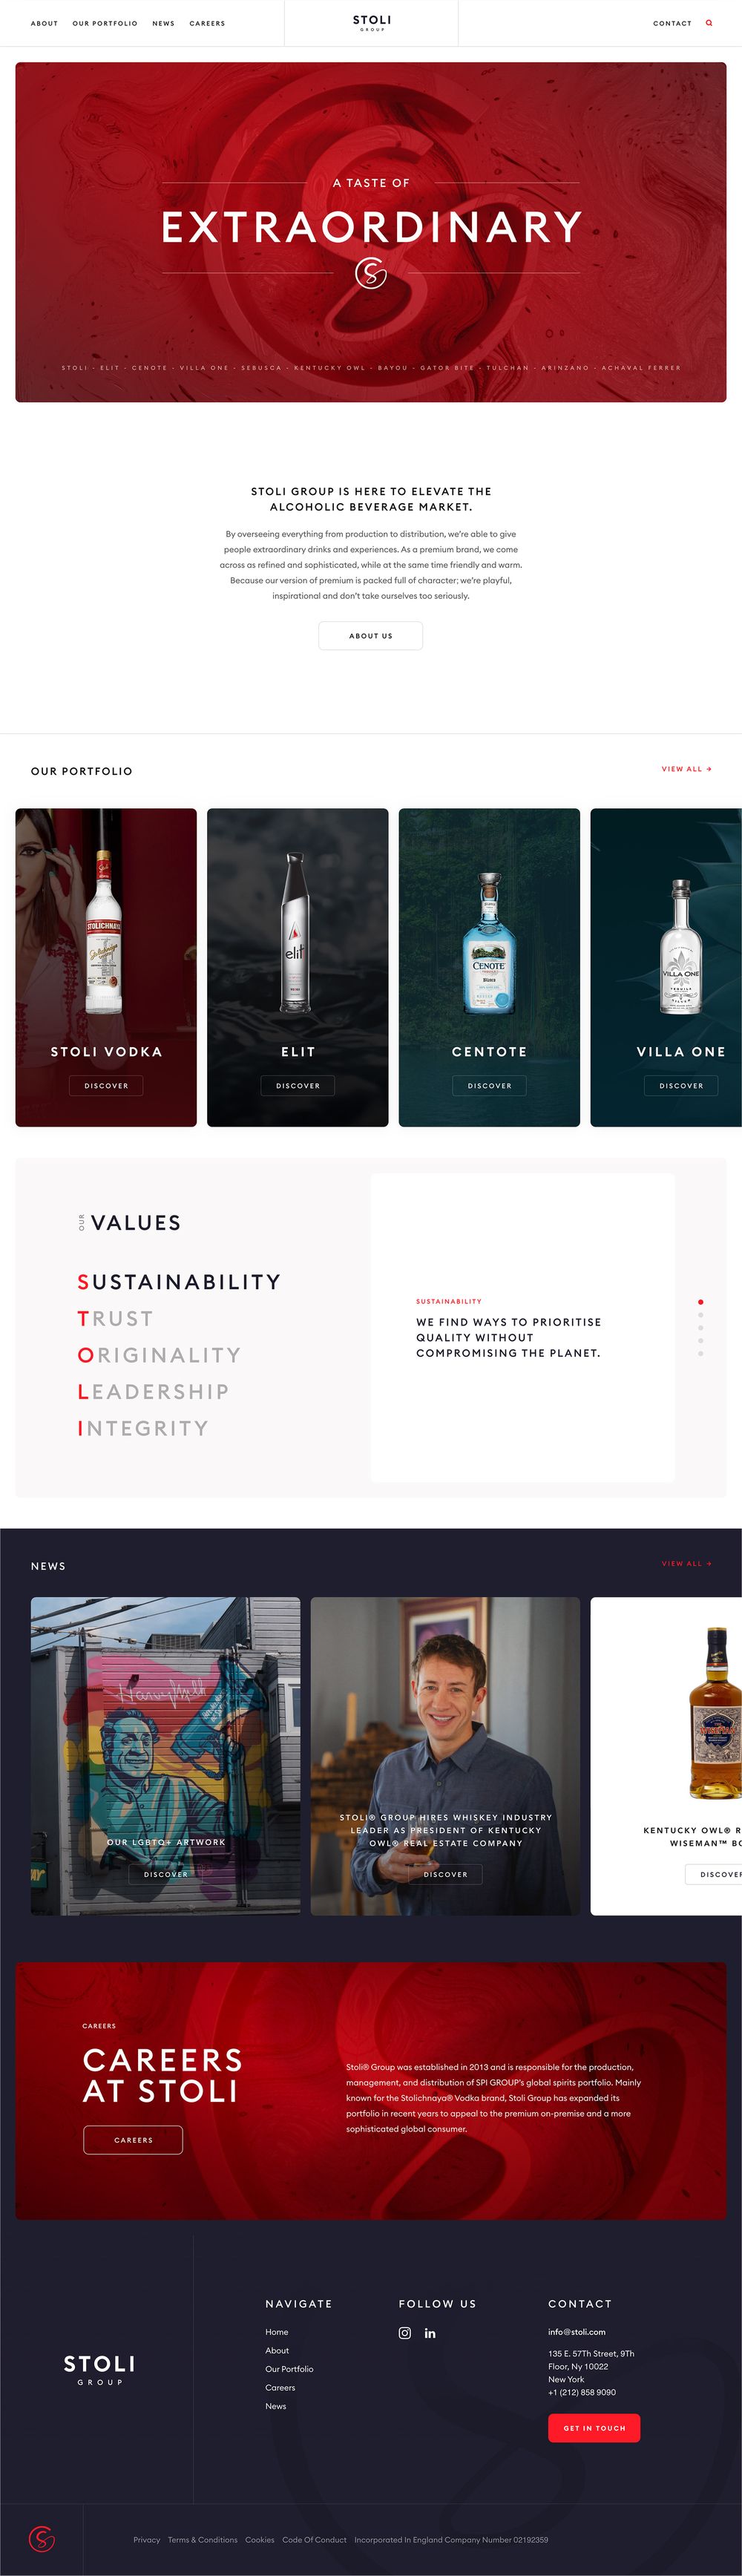 ABOUT OUR PORTFOLIO NEWS CAREERS
STOLI
GROUP
CONTACT
A TASTE OF
EXTRAORDINARY
STOLI - ELIT - CENOTE - VILLA ONE - SEBUSCA - KENTUCKY OWL - BAYOU - GATOR BITE - TULCHAN - ARINZANO - ACHAVAL FERRER
STOLI GROUP IS HERE TO ELEVATE THE
ALCOHOLIC BEVERAGE MARKET.
By overseeing everything from production to distribution, we're able to give
people extraordinary drinks and experiences. As a premium brand, we come
across as refined and sophisticated, while at the same time friendly and warm.
Because our version of premium is packed full of character; we're playful,
inspirational and don't take ourselves too seriously.
ABOUT US
OUR PORTFOLIO
VIEW ALL →
STOLICHNAYA
Stolichnaya
STOLI VODKA
DISCOVER
elit
ELIT
DISCOVER
CENOTE
Blanco
CENTOTE
DISCOVER
VILLA ONE
TEQUILA
SILVER
VILLA ONE
DISCOVER
OUR
VALUES
SUSTAINABILITY
TRUST
ORIGINALITY
LEADERSHIP
INTEGRITY
SUSTAINABILITY
WE FIND WAYS TO PRIORITISE
QUALITY WITHOUT
COMPROMISING THE PLANET.
NEWS
VIEW ALL →
OUR LGBTQ+ ARTWORK
DISCOVER
STOLI® GROUP HIRES WHISKEY INDUSTRY
LEADER AS PRESIDENT OF KENTUCKY
OWL® REAL ESTATE COMPANY
DISCOVER
WISEMAN
KENTUCKY OWL® R
WISEMAN™ BO
DISCOVER
CAREERS
CAREERS
AT STOLI
CAREERS
Stoli® Group was established in 2013 and is responsible for the production,
management, and distribution of SPI GROUP's global spirits portfolio. Mainly
known for the Stolichnaya® Vodka brand, Stoli Group has expanded its
portfolio in recent years to appeal to the premium on-premise and a more
sophisticated global consumer.
STOLI
GROUP
NAVIGATE
Home
About
Our Portfolio
Careers
News
FOLLOW US
in
CONTACT
info@stoli.com
135 E. 57Th Street, 9Th
Floor, Ny 10022
New York
+1 (212) 858 9090
GET IN TOUCH
Privacy Terms & Conditions Cookies Code Of Conduct Incorporated In England Company Number 02192359